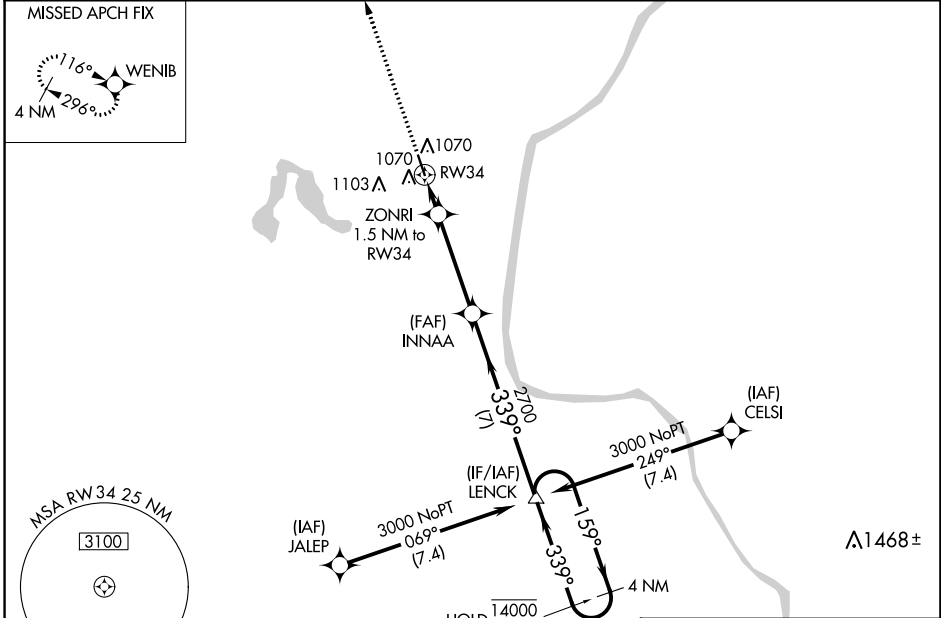 MISSED APCH FIX
116°
WENIB
4 NM
296°
1070
1070
RW34
1103
ZONRI
1.5 NM to
RW34
(FAF)
INNAA
2700
339°
(7)
(IAF)
CELSI
3000 NoPT
249°
(7.4)
(IF/IAF)
LENCK
MSA RW34 25 NM
3100
(IAF)
JALEP
3000 NoPT
069°
(7.4)
159°
339°
1468±
4 NM
HOLD
14000